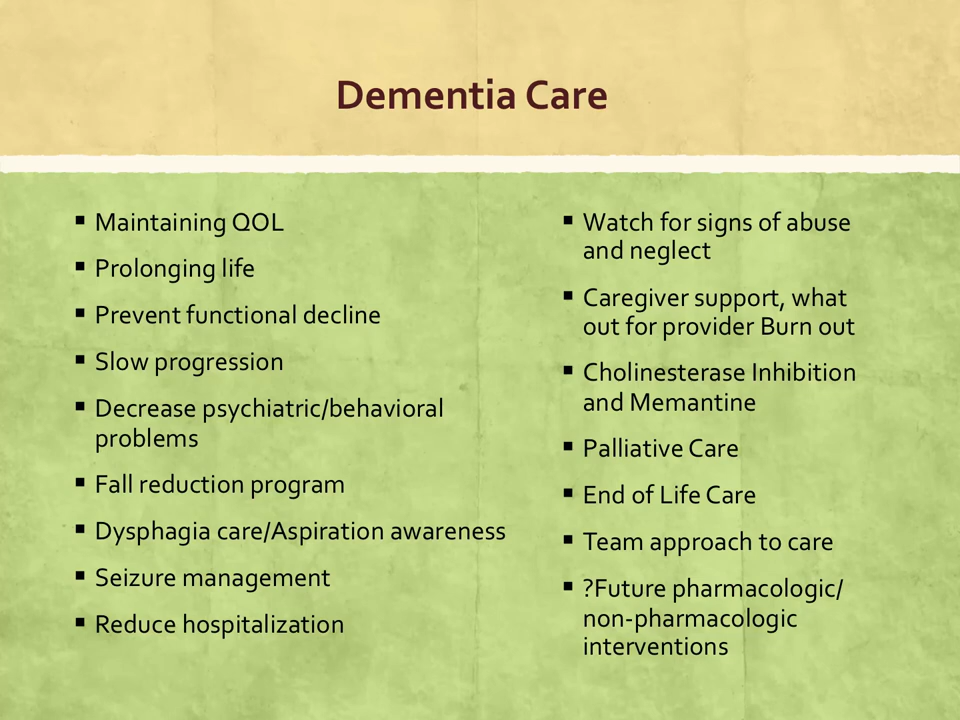 Dementia Care
▪ Maintaining QOL
▪ Prolonging life
▪ Prevent functional decline
▪ Slow progression
▪ Decrease psychiatric/behavioral
problems
▪ Fall reduction program
▪ Dysphagia care/Aspiration awareness
▪ Seizure management
▪ Reduce hospitalization
▪ Watch for signs of abuse
and neglect
▪ Caregiver support, what
out for provider Burn out
▪ Cholinesterase Inhibition
and Memantine
▪ Palliative Care
▪ End of Life Care
▪ Team approach to care
▪ ?Future pharmacologic/
non-pharmacologic
interventions